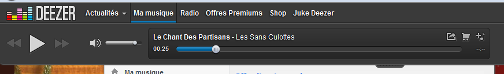 DEEZER Actualités Ma musique Radio Offres Premiums Shop Juke Deezer
Le Chant Des Partisans - Les Sans Culottes
00:25
Ma musique